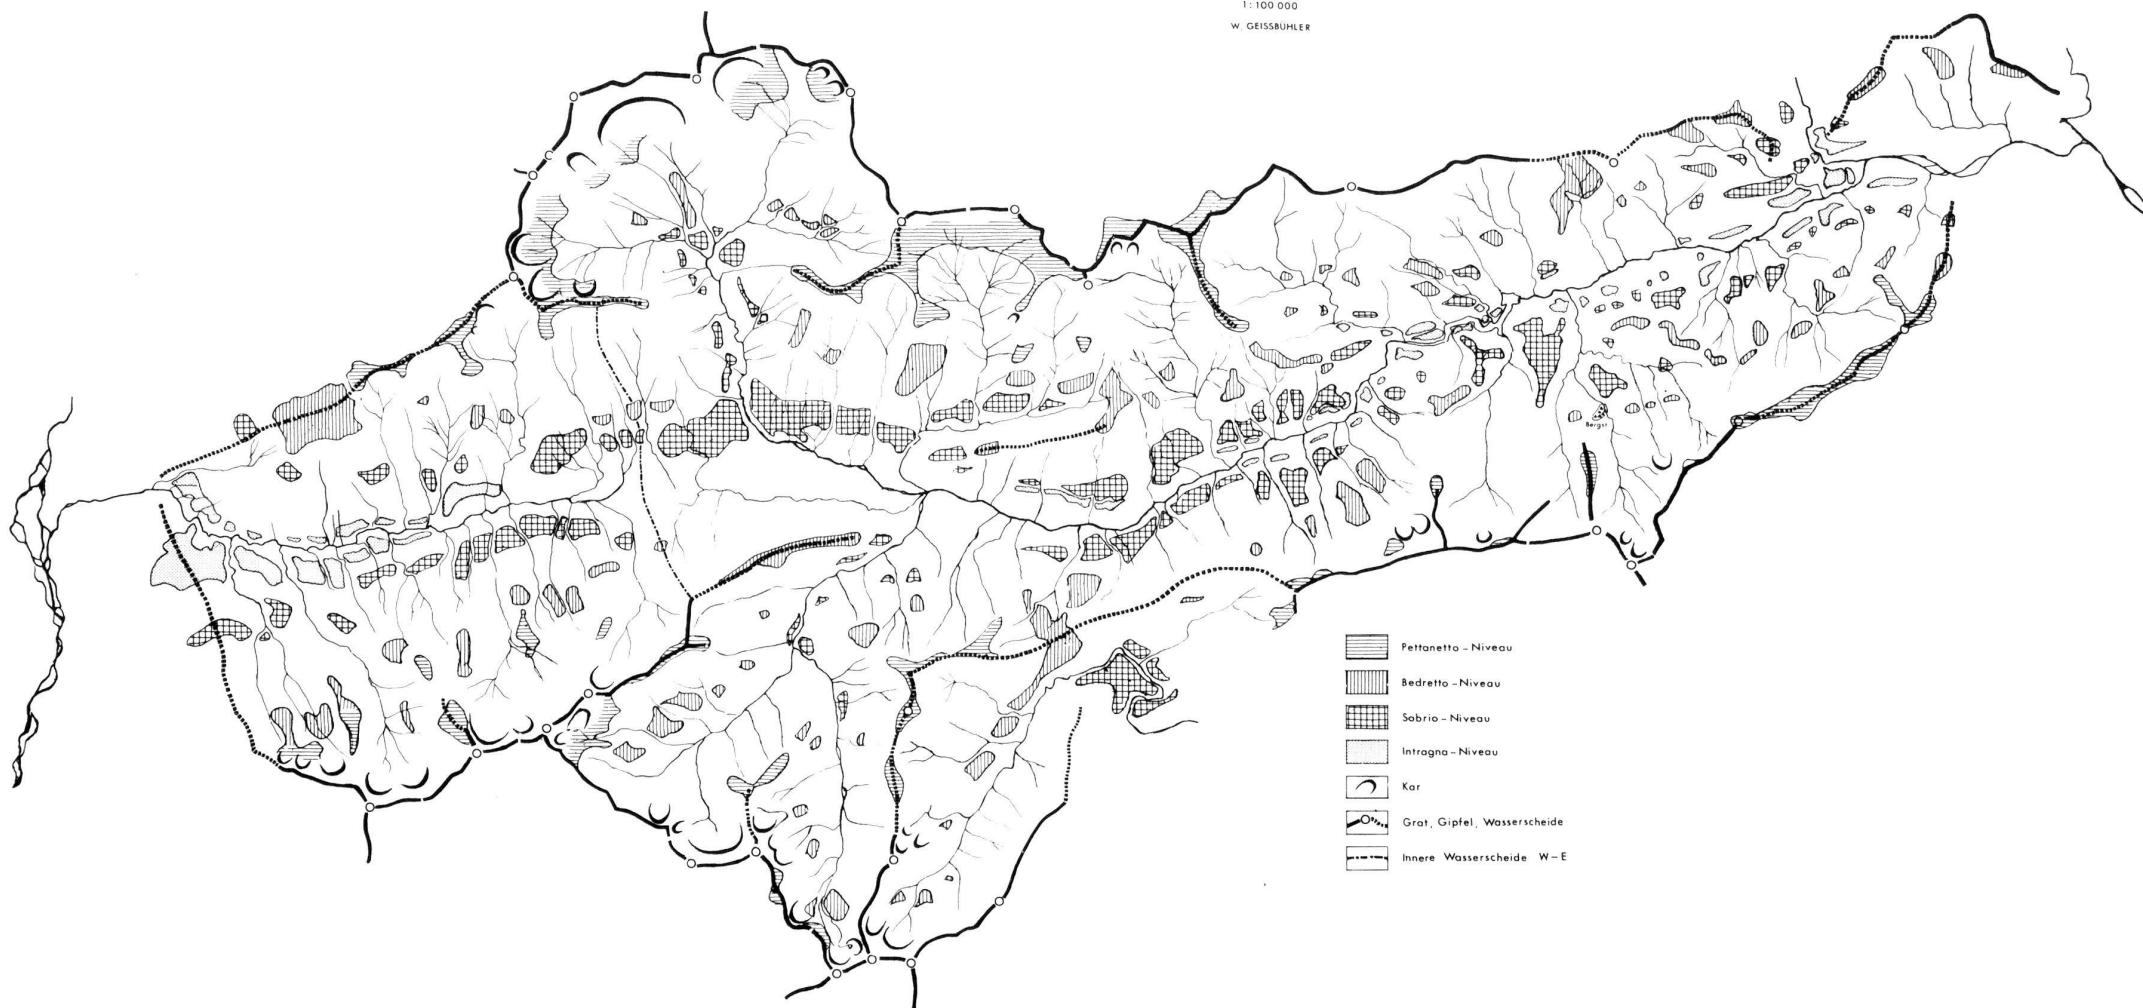 1:100 000
W. GEISSBÜHLER
Bergst.
Pettanetto – Niveau
Bedretto – Niveau
Sobrio – Niveau
Intragna – Niveau
Kar
Grat, Gipfel, Wasserscheide
Innere Wasserscheide W – E